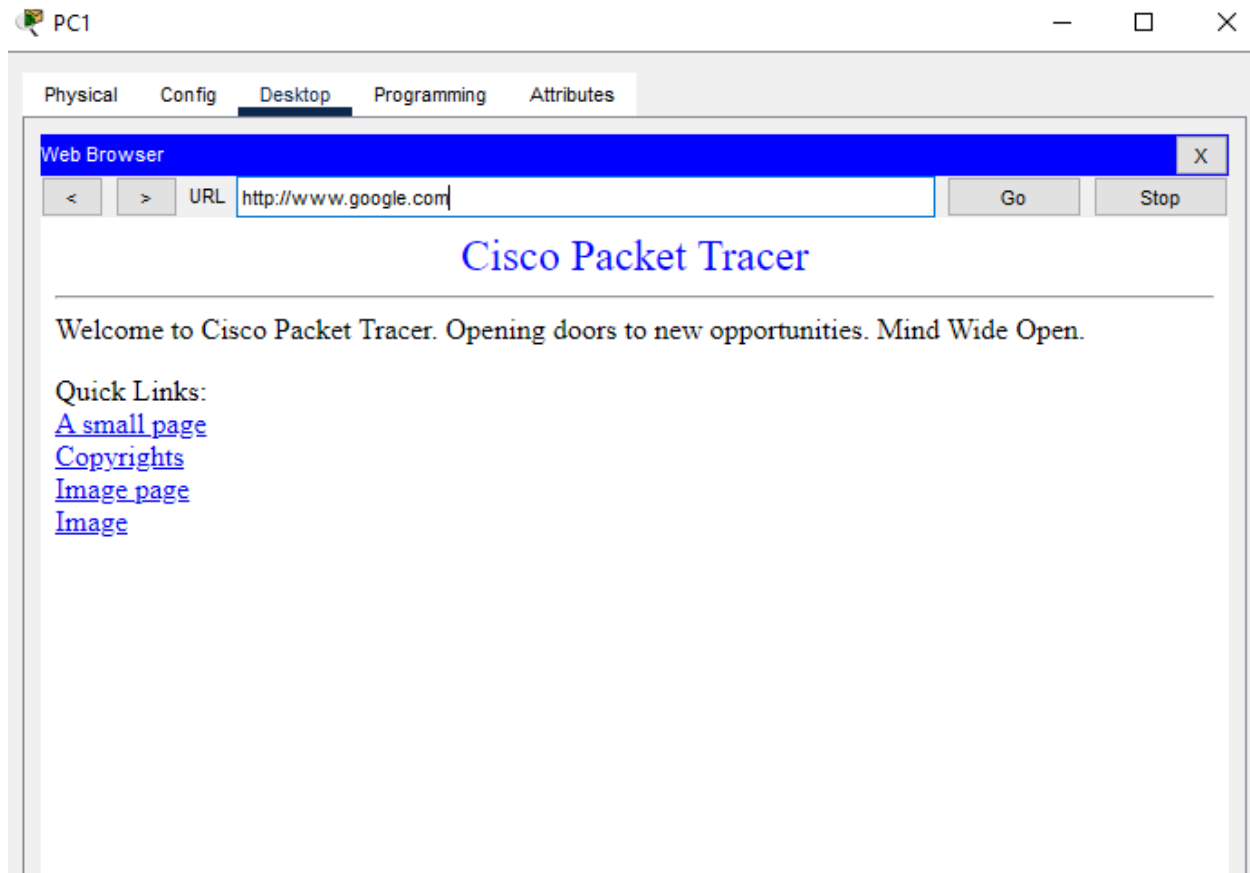 PC1
Physical Config Desktop Programming Attributes
Web Browser X
< > URL http://www.google.com Go Stop
Cisco Packet Tracer
Welcome to Cisco Packet Tracer. Opening doors to new opportunities. Mind Wide Open.
Quick Links:
A small page
Copyrights
Image page
Image